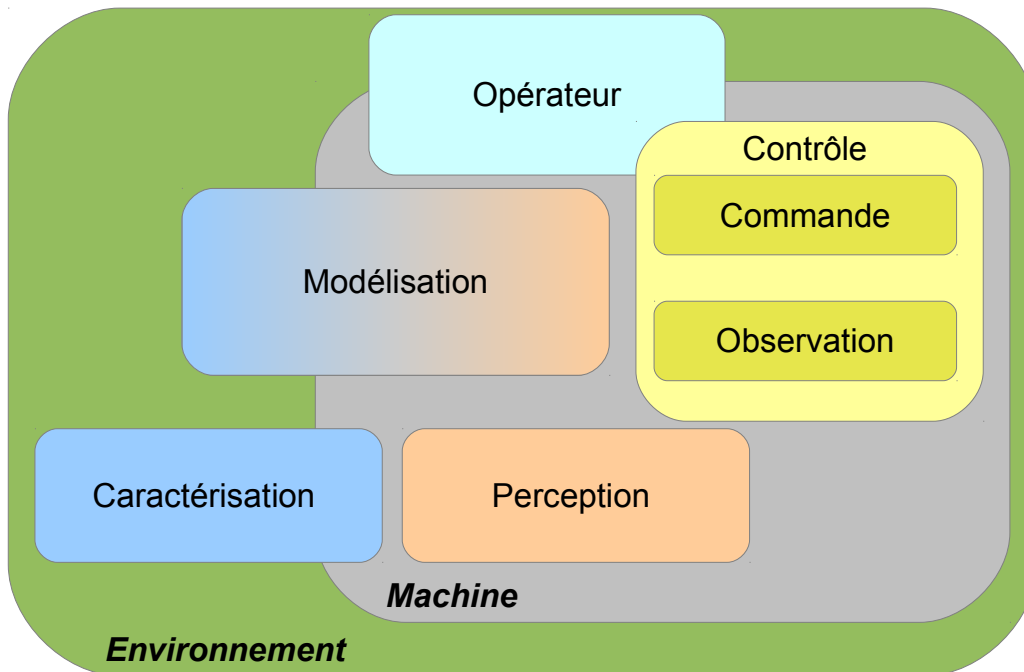 Opérateur
Contrôle
Commande
Modélisation
Observation
Caractérisation
Perception
Machine
Environnement